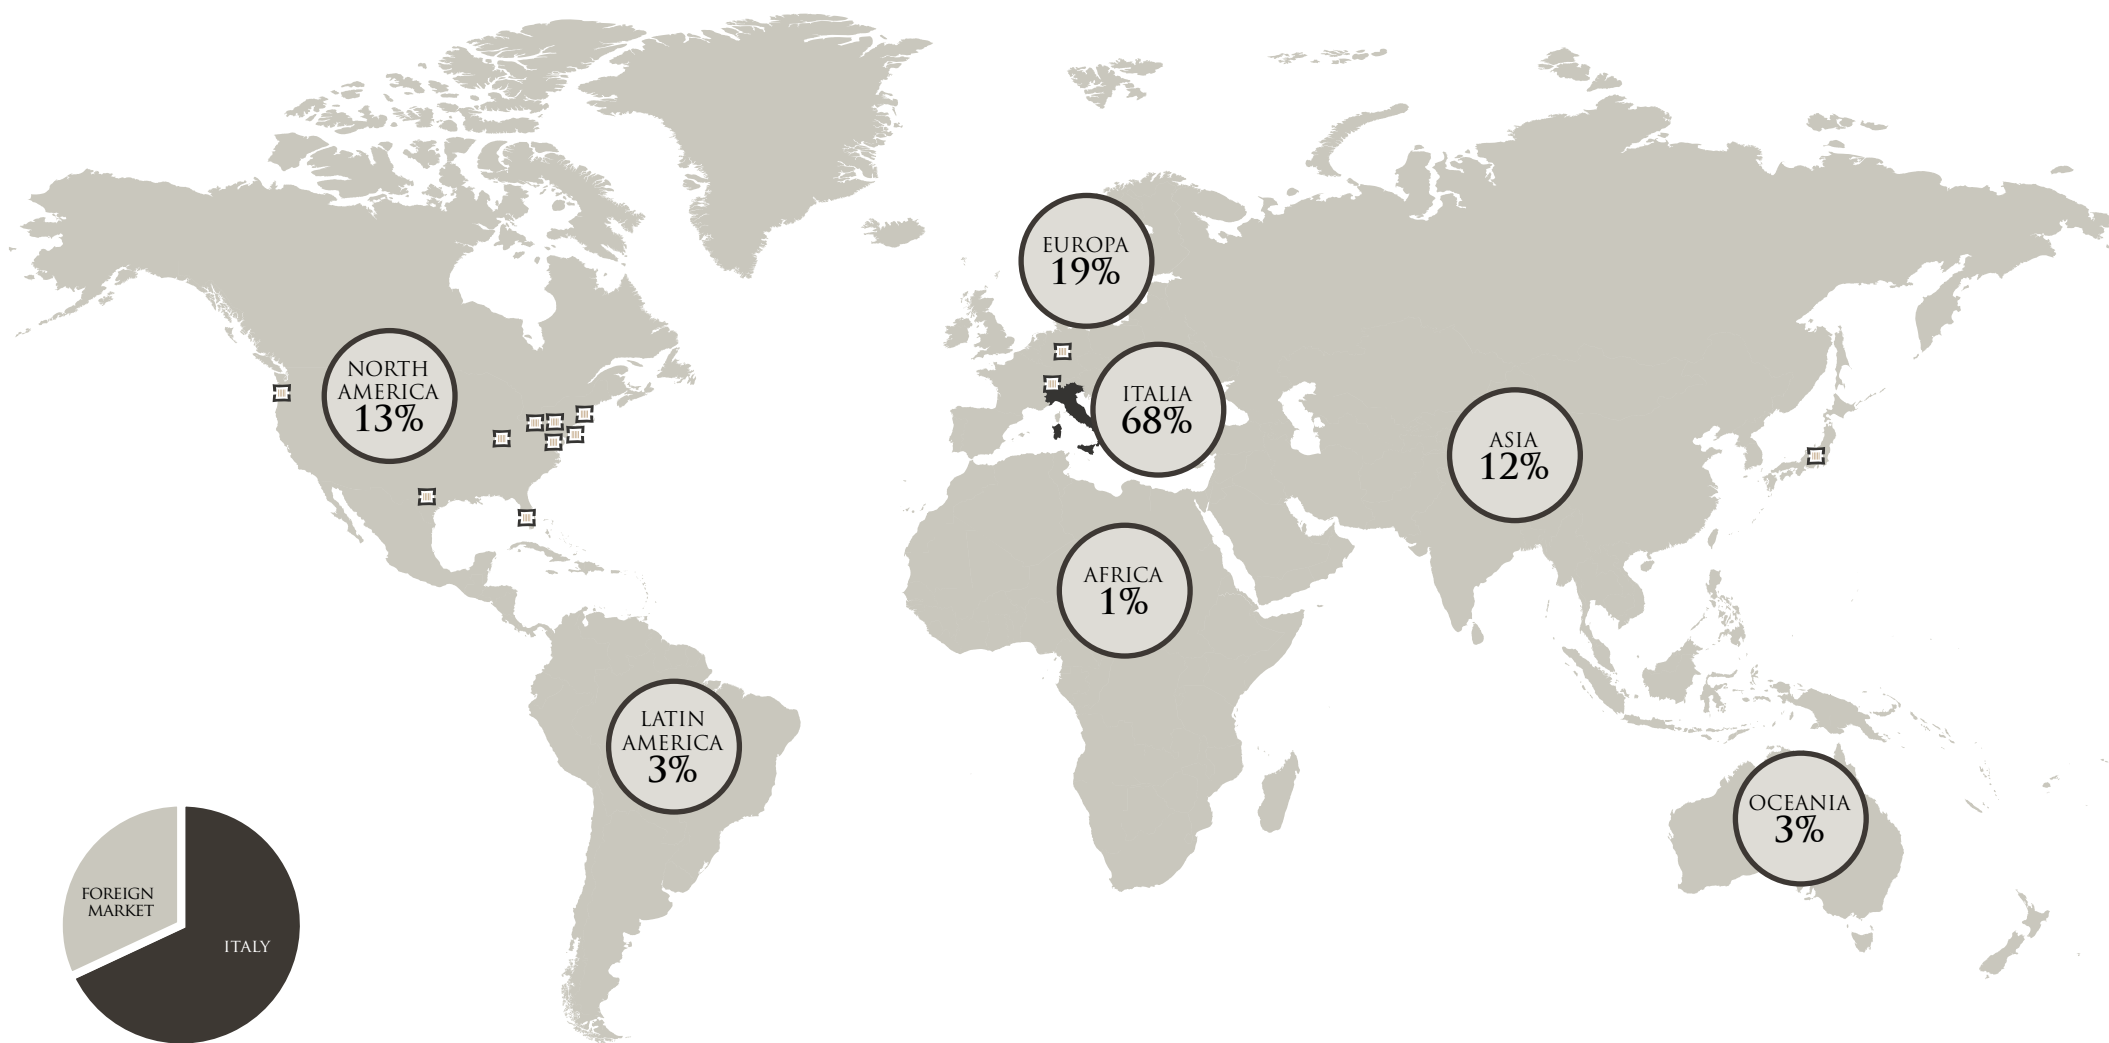 EUROPA
19%
NORTH
AMERICA
13%
ITALIA
68%
ASIA
12%
AFRICA
1%
LATIN
AMERICA
3%
OCEANIA
3%
FOREIGN
MARKET
ITALY